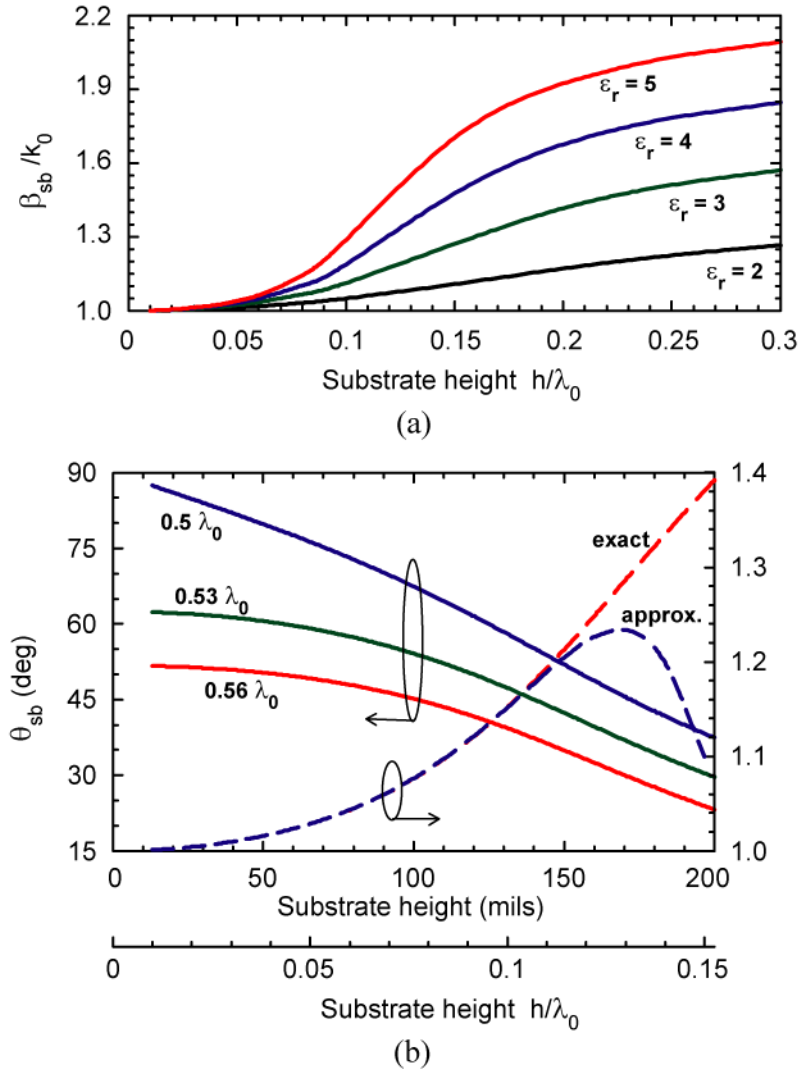 2.2
1.9
1.6
1.3
1.0
β_sb /k_0
ε_r = 5
ε_r = 4
ε_r = 3
ε_r = 2
0 0.05 0.1 0.15 0.2 0.25 0.3
Substrate height h/λ_0
(a)
90
75
60
45
30
15
θ_sb (deg)
0.5 λ_0
0.53 λ_0
0.56 λ_0
exact
approx.
1.4
1.3
1.2
1.1
1.0
0 50 100 150 200
Substrate height (mils)
0 0.05 0.1 0.15
Substrate height h/λ_0
(b)